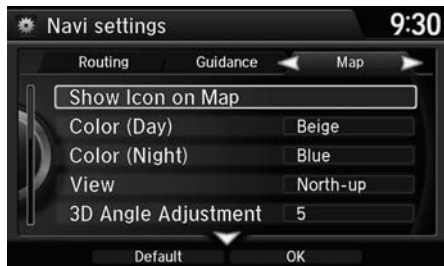 Navi settings 9:30
Routing Guidance Map
Show Icon on Map
Color (Day) Beige
Color (Night) Blue
View North-up
3D Angle Adjustment 5
Default OK